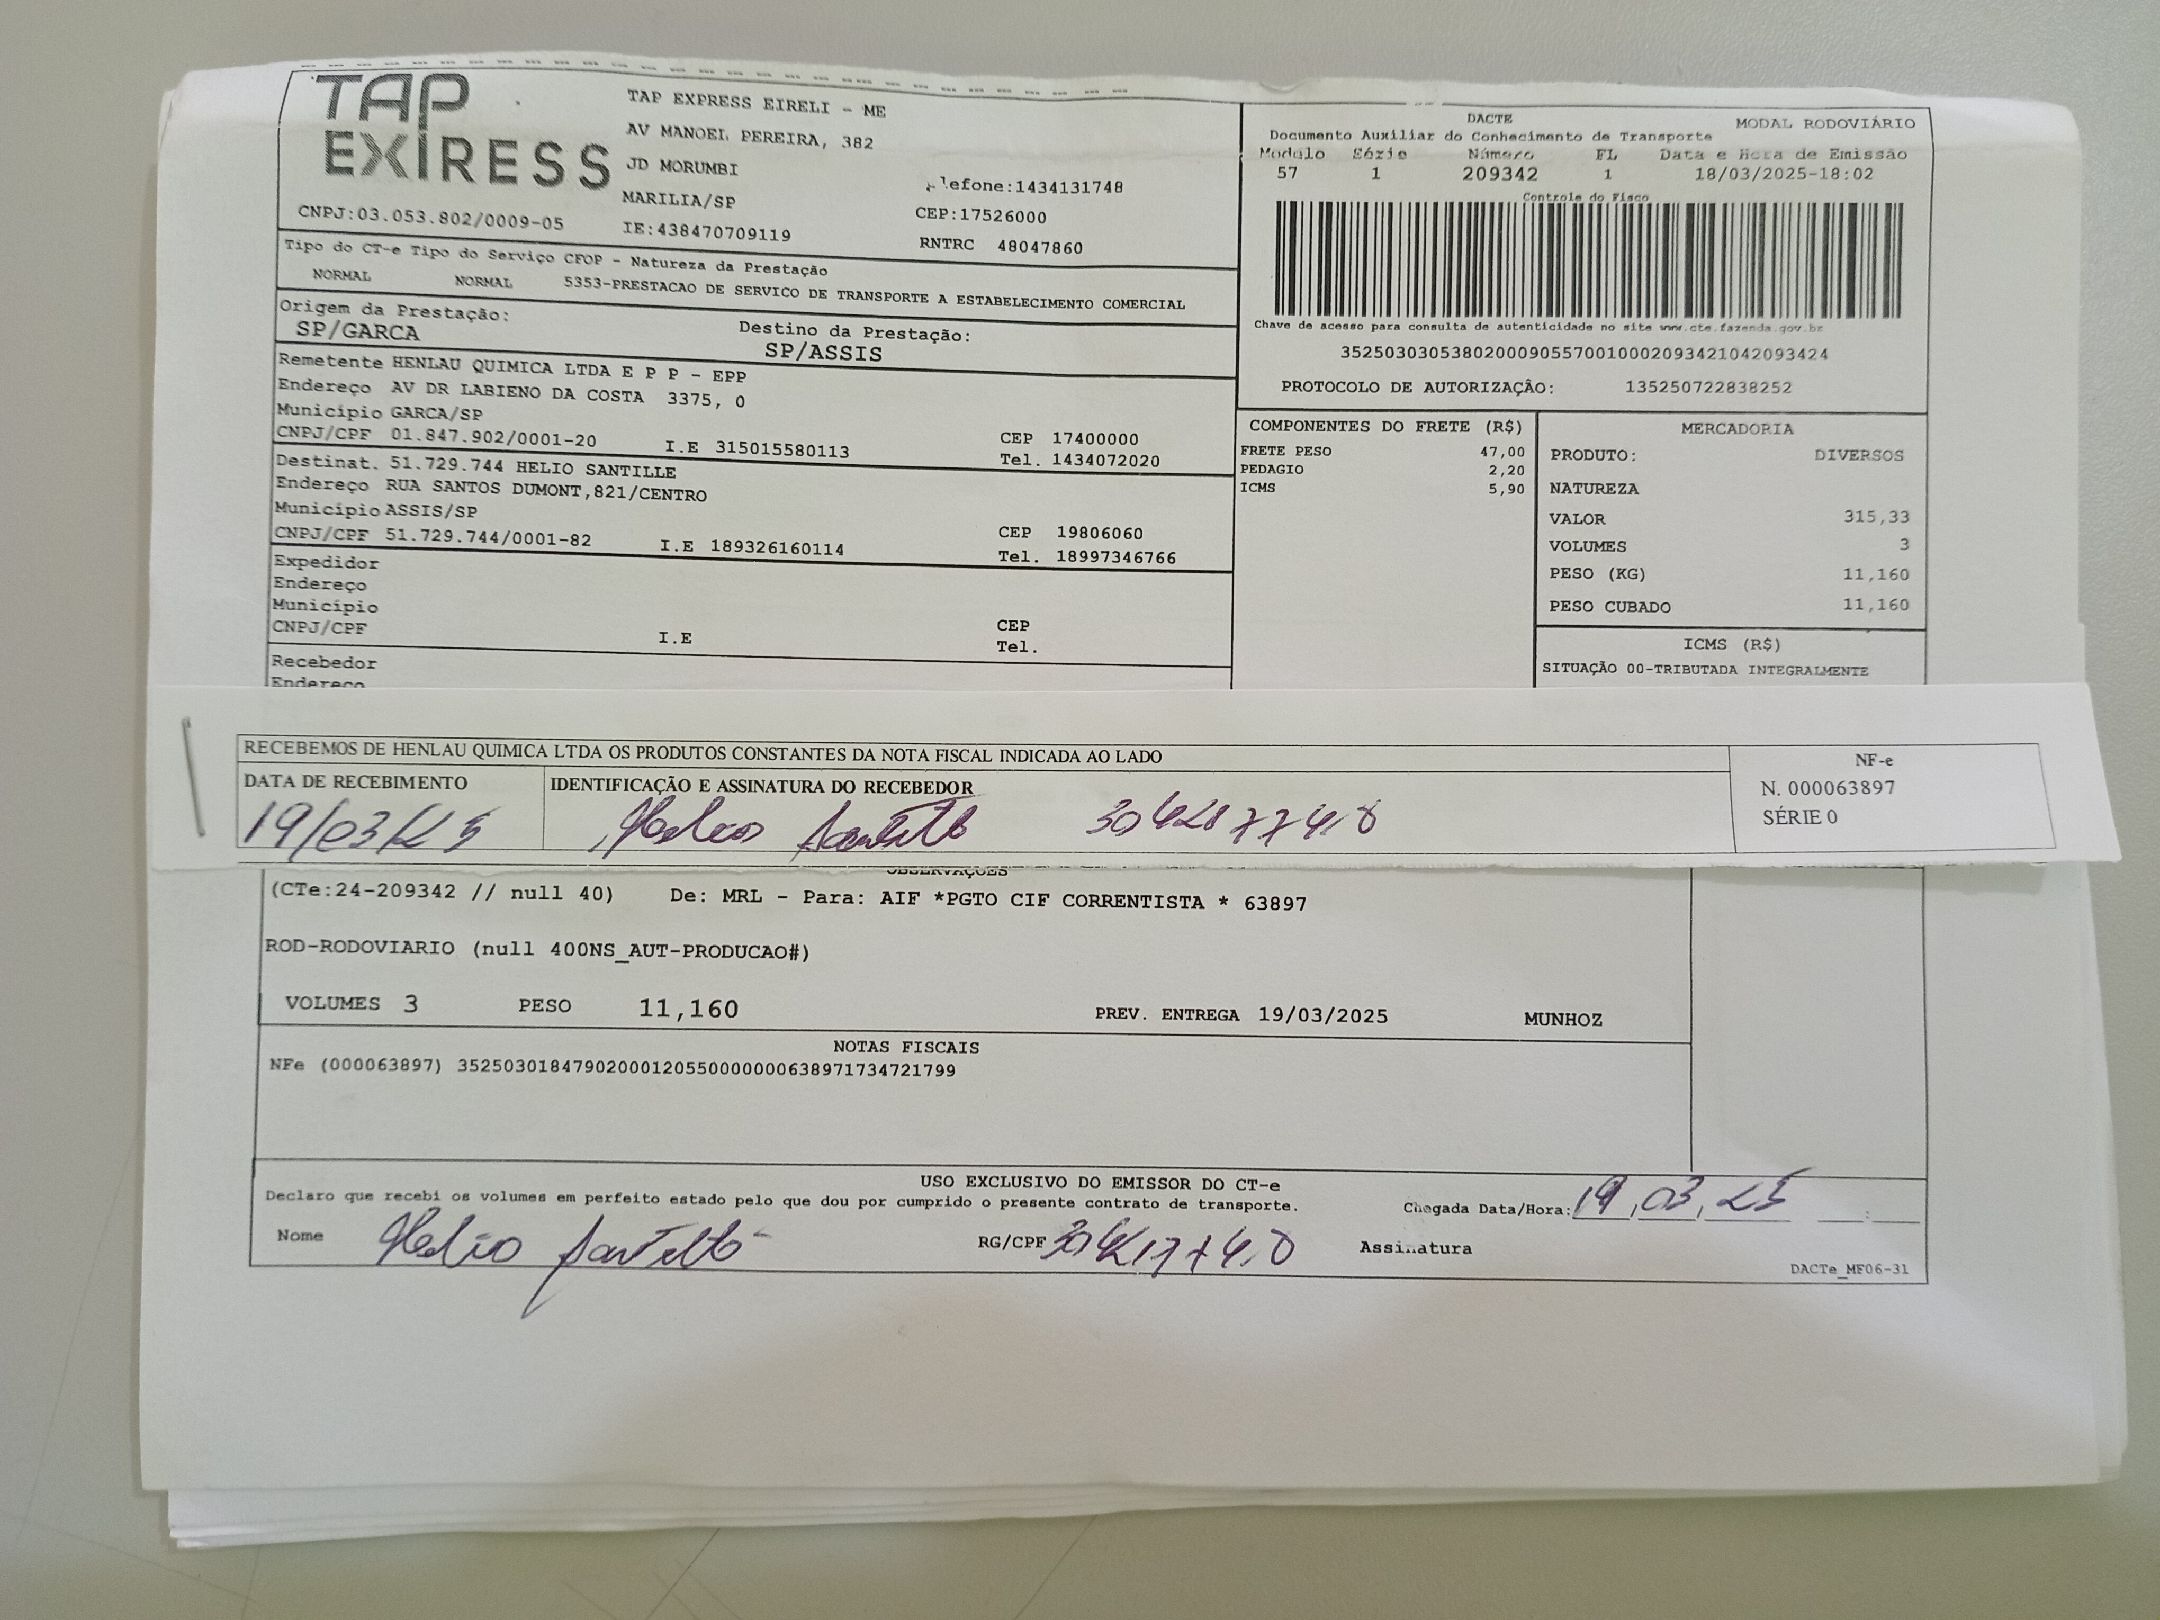 TAP EXPRESS
TAP EXPRESS EIRELI - ME
AV MANOEL PEREIRA, 382
JD MORUMBI
MARILIA/SP
lefone:1434131748
CEP:17526000
CNPJ:03.053.802/0009-05
IE:438470709119
RNTRC 48047860
Tipo do CT-e Tipo do Serviço CFOP - Natureza da Prestação
NORMAL NORMAL 5353-PRESTACAO DE SERVICO DE TRANSPORTE A ESTABELECIMENTO COMERCIAL
Origem da Prestação:
SP/GARCA
Destino da Prestação:
SP/ASSIS
Remetente HENLAU QUIMICA LTDA E P P - EPP
Endereço AV DR LABIENO DA COSTA 3375, 0
Município GARCA/SP
CNPJ/CPF 01.847.902/0001-20 I.E 315015580113
CEP 17400000
Tel. 1434072020
Destinat. 51.729.744 HELIO SANTILLE
Endereço RUA SANTOS DUMONT,821/CENTRO
Município ASSIS/SP
CNPJ/CPF 51.729.744/0001-82 I.E 189326160114
CEP 19806060
Tel. 18997346766
Expedidor
Endereço
Município
CNPJ/CPF I.E
CEP
Tel.
Recebedor
Endereço
DACTE MODAL RODOVIÁRIO
Documento Auxiliar do Conhecimento de Transporte
Modulo Série Número FL Data e Hora de Emissão
57 1 209342 1 18/03/2025-18:02
Controle do Fisco
Chave de acesso para consulta de autenticidade no site www.cte.fazenda.gov.br
35250303053802000905570010002093421042093424
PROTOCOLO DE AUTORIZAÇÃO: 135250722838252
COMPONENTES DO FRETE (R$)
FRETE PESO 47,00
PEDAGIO 2,20
ICMS 5,90
MERCADORIA
PRODUTO: DIVERSOS
NATUREZA
VALOR 315,33
VOLUMES 3
PESO (KG) 11,160
PESO CUBADO 11,160
ICMS (R$)
SITUAÇÃO 00-TRIBUTADA INTEGRALMENTE
RECEBEMOS DE HENLAU QUIMICA LTDA OS PRODUTOS CONSTANTES DA NOTA FISCAL INDICADA AO LADO
DATA DE RECEBIMENTO
19/03/25
IDENTIFICAÇÃO E ASSINATURA DO RECEBEDOR
NF-e
N. 000063897
SÉRIE 0
OBSERVAÇÕES
(CTe:24-209342 // null 40) De: MRL - Para: AIF *PGTO CIF CORRENTISTA * 63897
ROD-RODOVIARIO (null 400NS_AUT-PRODUCAO#)
VOLUMES 3 PESO 11,160 PREV. ENTREGA 19/03/2025 MUNHOZ
NOTAS FISCAIS
NFe (000063897) 35250301847902000120550000000638971734721799
USO EXCLUSIVO DO EMISSOR DO CT-e
Declaro que recebi os volumes em perfeito estado pelo que dou por cumprido o presente contrato de transporte.
Chegada Data/Hora: 19,03,25
Nome Helio
RG/CPF
Assinatura
DACTe_MF06-31